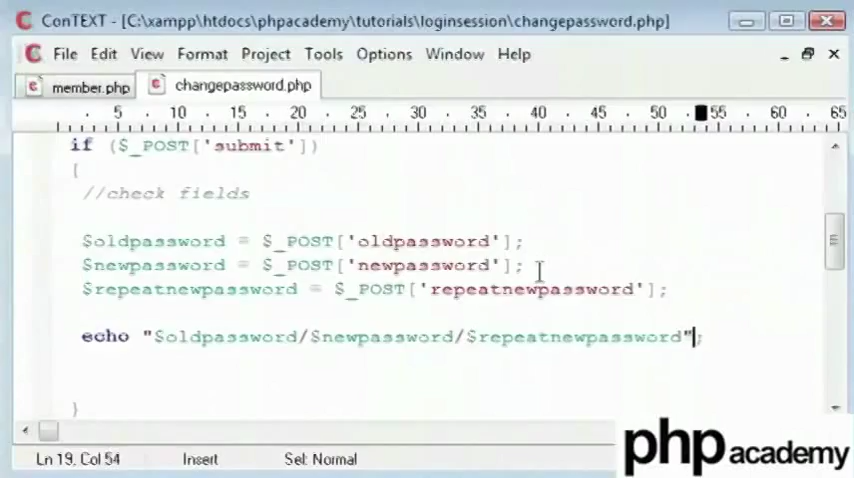 ConTEXT - [C:\xampp\htdocs\phpacademy\tutorials\loginsession\changepassword.php]
File Edit View Format Project Tools Options Window Help
member.php changepassword.php
5 10 15 20 25 30 35 40 45 50 55 60 65
if ($_POST['submit'])
{
//check fields
$oldpassword = $_POST['oldpassword'];
$newpassword = $_POST['newpassword'];
$repeatnewpassword = $_POST['repeatnewpassword'];
echo "$oldpassword/$newpassword/$repeatnewpassword";
}
Ln 19, Col 54 Insert Sel: Normal
php academy